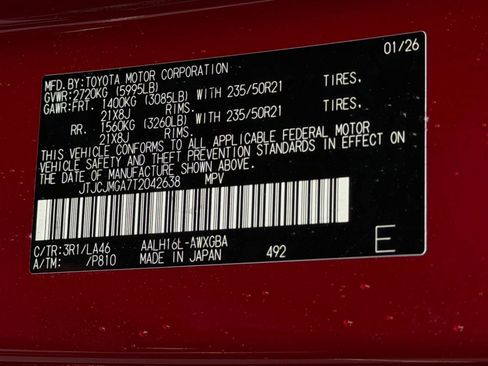 01/26
MFD.BY:TOYOTA MOTOR CORPORATION
GVWR:2720KG (5995LB)
GAWR:FRT. 1400KG (3085LB) WITH 235/50R21 TIRES,
21X8J RIMS.
RR. 1560KG (3260LB) WITH 235/50R21 TIRES,
21X8J RIMS.
THIS VEHICLE CONFORMS TO ALL APPLICABLE FEDERAL MOTOR
VEHICLE SAFETY AND THEFT PREVENTION STANDARDS IN EFFECT ON
THE DATE OF MANUFACTURE SHOWN ABOVE.
JTJCJMGA7T2042638 MPV
C/TR:3R1/LA46 AALH16L-AWXGBA
A/TM: /P810 MADE IN JAPAN 492 E